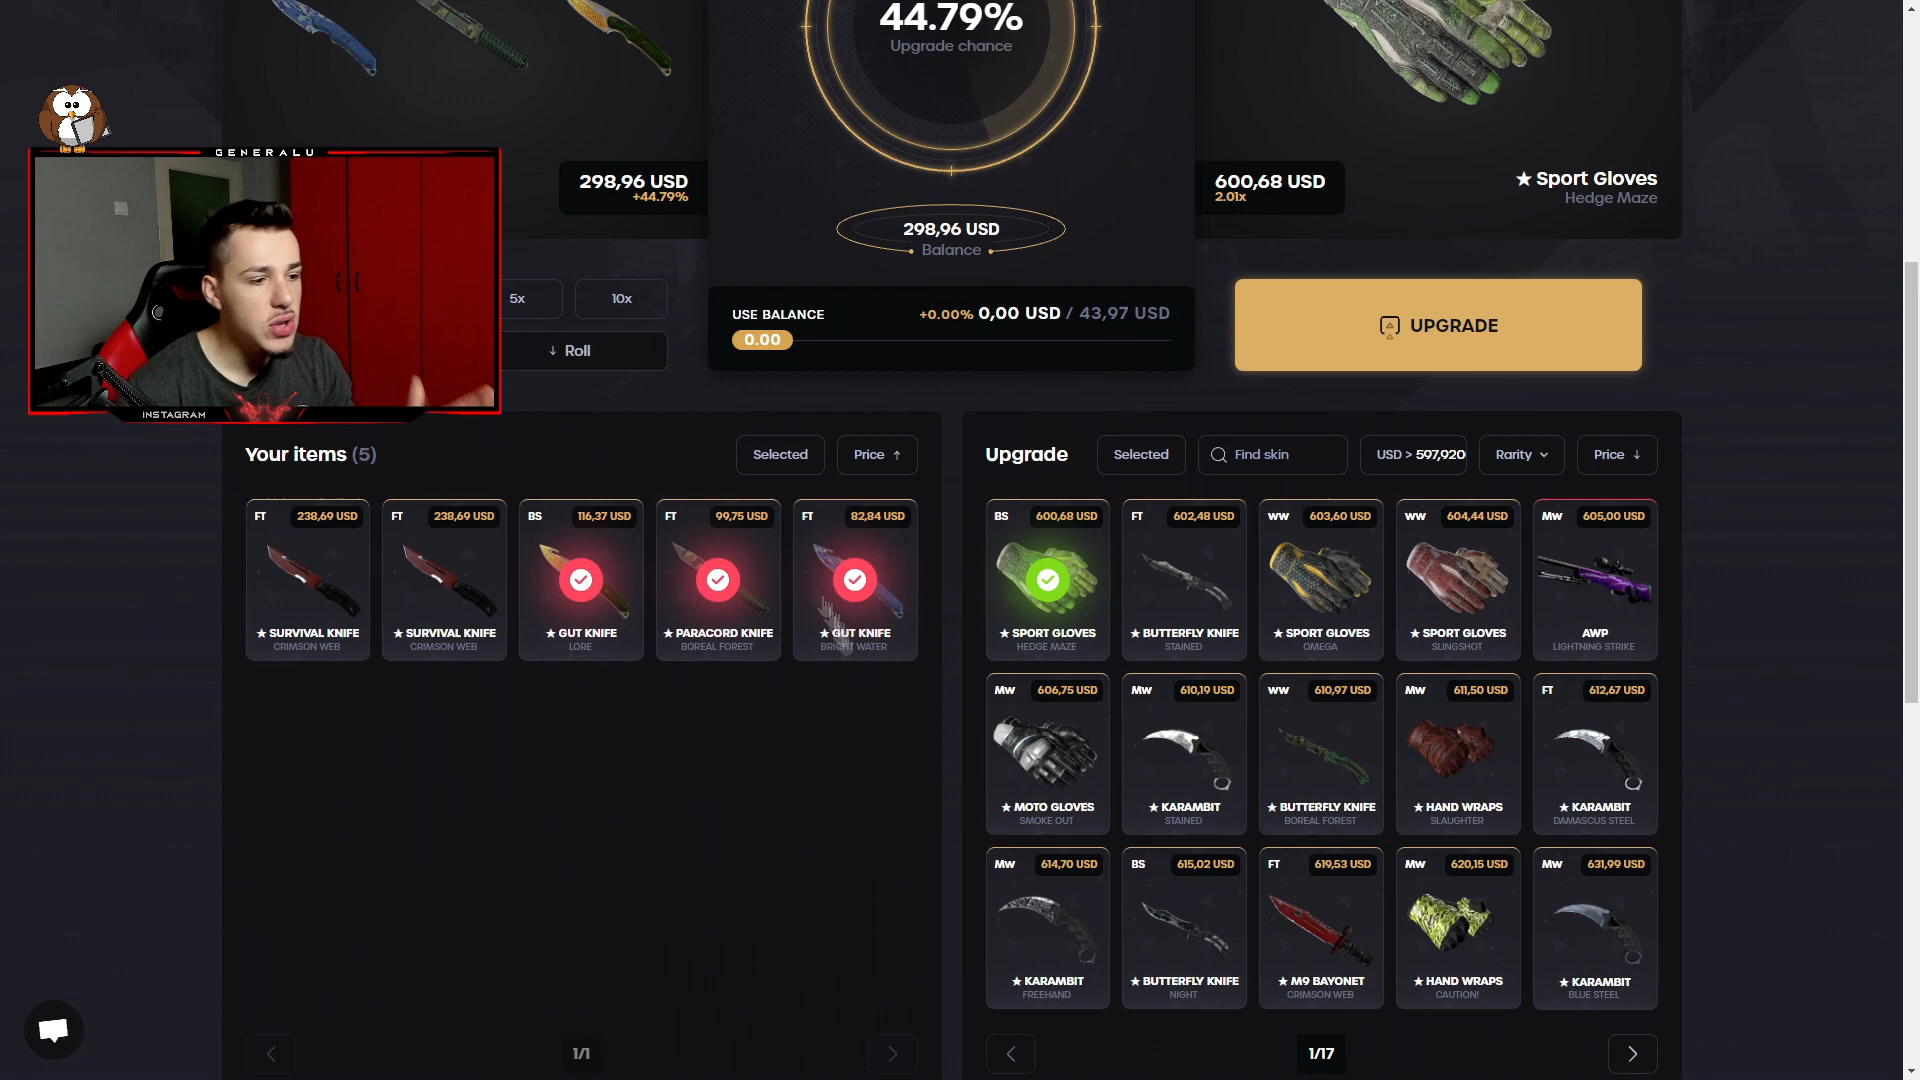 44.79%
Upgrade chance
GENERALU
298,96 USD
+44.79%
600,68 USD
2.01x
★ Sport Gloves
Hedge Maze
298,96 USD
Balance
5x
10x
↓ Roll
USE BALANCE
+0.00% 0,00 USD / 43,97 USD
0.00
UPGRADE
INSTAGRAM
Your items (5)
Selected
Price ↑
FT 238,69 USD
★ SURVIVAL KNIFE
CRIMSON WEB
FT 238,69 USD
★ SURVIVAL KNIFE
CRIMSON WEB
BS 116,37 USD
★ GUT KNIFE
LORE
FT 99,75 USD
★ PARACORD KNIFE
BOREAL FOREST
FT 82,84 USD
★ GUT KNIFE
BRIGHT WATER
1/1
Upgrade
Selected
Find skin
USD > 597,920
Rarity
Price ↓
BS 600,68 USD
★ SPORT GLOVES
HEDGE MAZE
FT 602,48 USD
★ BUTTERFLY KNIFE
STAINED
WW 603,60 USD
★ SPORT GLOVES
OMEGA
WW 604,44 USD
★ SPORT GLOVES
SLINGSHOT
MW 605,00 USD
AWP
LIGHTNING STRIKE
MW 606,75 USD
★ MOTO GLOVES
SMOKE OUT
MW 610,19 USD
★ KARAMBIT
STAINED
WW 610,97 USD
★ BUTTERFLY KNIFE
BOREAL FOREST
MW 611,50 USD
★ HAND WRAPS
SLAUGHTER
FT 612,67 USD
★ KARAMBIT
DAMASCUS STEEL
MW 614,70 USD
★ KARAMBIT
FREEHAND
BS 615,02 USD
★ BUTTERFLY KNIFE
NIGHT
FT 619,53 USD
★ M9 BAYONET
CRIMSON WEB
MW 620,15 USD
★ HAND WRAPS
CAUTION!
MW 631,99 USD
★ KARAMBIT
BLUE STEEL
1/17